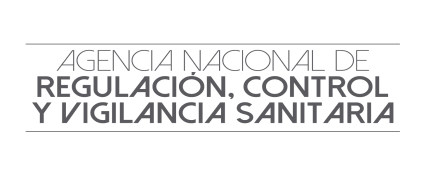 AGENCIA NACIONAL DE
REGULACIÓN, CONTROL
Y VIGILANCIA SANITARIA